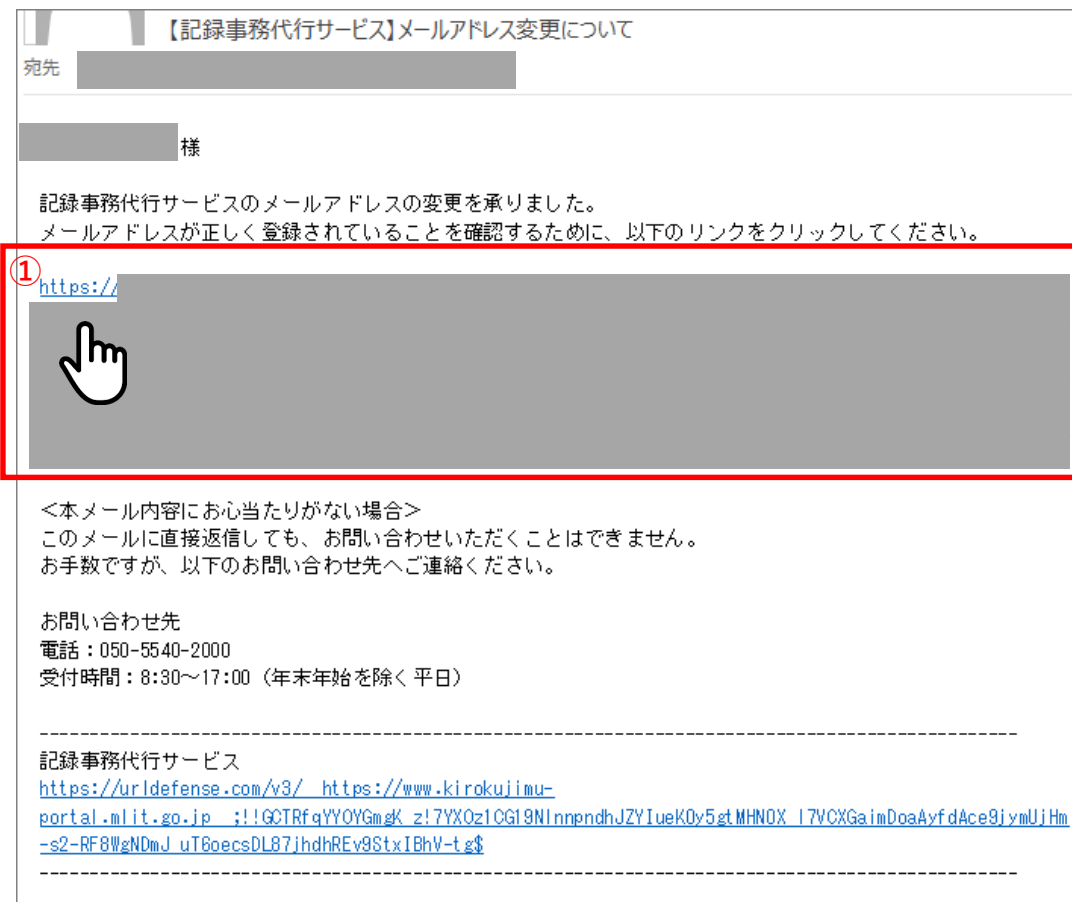 【記録事務代行サービス】メールアドレス変更について
宛先
様
記録事務代行サービスのメールアドレスの変更を承りました。
メールアドレスが正しく登録されていることを確認するために、以下のリンクをクリックしてください。
①
https://
＜本メール内容にお心当たりがない場合＞
このメールに直接返信しても、お問い合わせいただくことはできません。
お手数ですが、以下のお問い合わせ先へご連絡ください。
お問い合わせ先
電話：050-5540-2000
受付時間：8:30～17:00（年末年始を除く平日）
--------------------------------------------------------------------------------------------------
記録事務代行サービス
https://urldefense.com/v3/__https://www.kirokujimu-
portal.mlit.go.jp__;!!GCTRfqYYOYGmgK_z!7YXOz1CG19NlnnpndhJZYIueK0y5gtMHNOX_l7VCXGaimDoaAyfdAce9jymUjHm
-s2-RF8WgNDmJ_uT6oecsDL87jhdhREv9StxIBhV-tg$
--------------------------------------------------------------------------------------------------